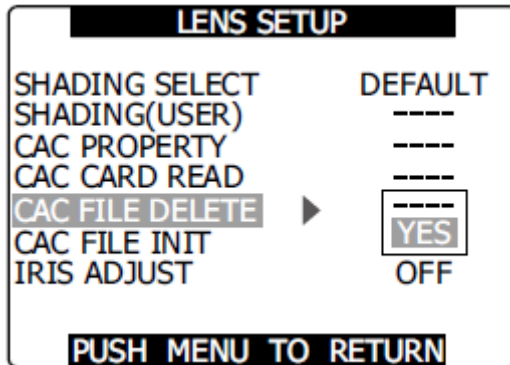 LENS SETUP
SHADING SELECT DEFAULT
SHADING(USER) ----
CAC PROPERTY ----
CAC CARD READ ----
CAC FILE DELETE ▶ ----
YES
CAC FILE INIT
IRIS ADJUST OFF
PUSH MENU TO RETURN